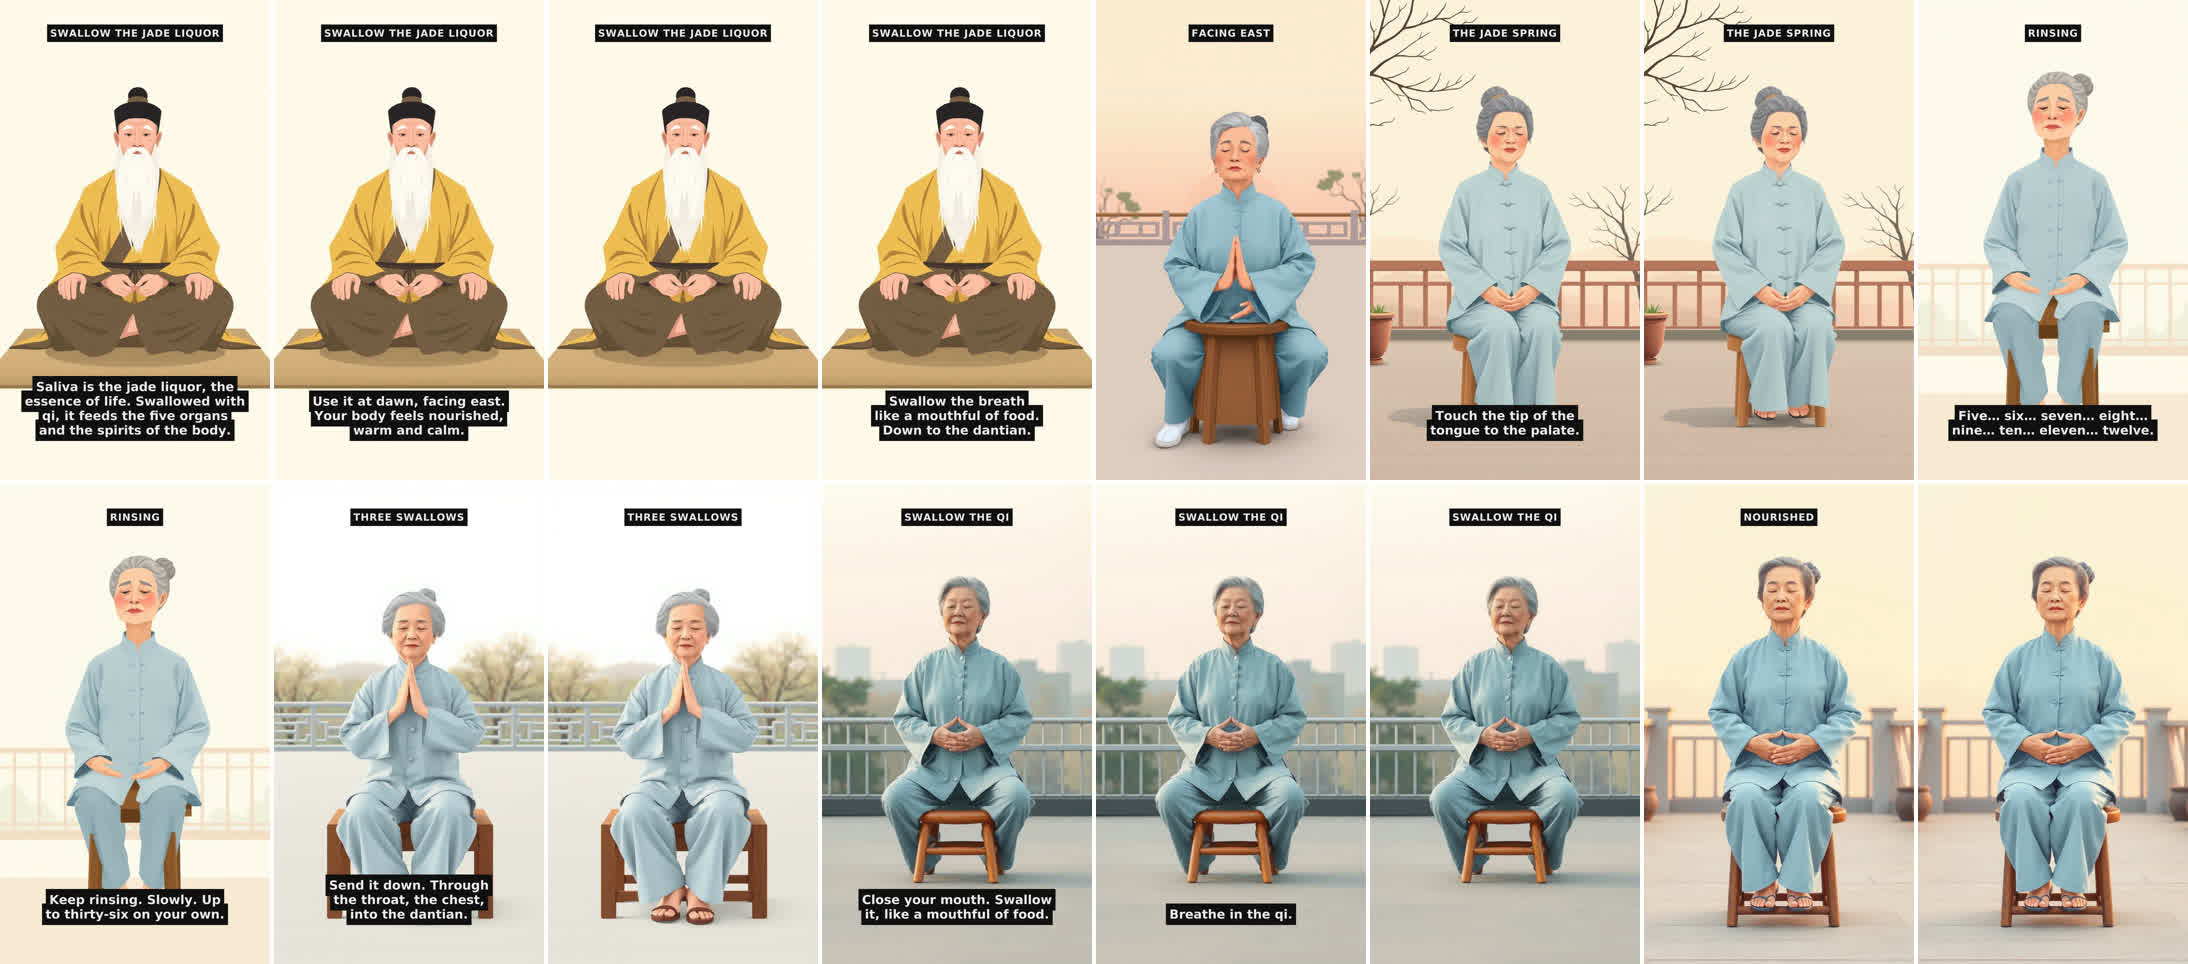 SWALLOW THE JADE LIQUOR
Saliva is the jade liquor, the
essence of life. Swallowed with
qi, it feeds the five organs
and the spirits of the body.
SWALLOW THE JADE LIQUOR
Use it at dawn, facing east.
Your body feels nourished,
warm and calm.
SWALLOW THE JADE LIQUOR
SWALLOW THE JADE LIQUOR
Swallow the breath
like a mouthful of food.
Down to the dantian.
FACING EAST
THE JADE SPRING
Touch the tip of the
tongue to the palate.
THE JADE SPRING
RINSING
Five... six... seven... eight...
nine... ten... eleven... twelve.
RINSING
Keep rinsing. Slowly. Up
to thirty-six on your own.
THREE SWALLOWS
Send it down. Through
the throat, the chest,
into the dantian.
THREE SWALLOWS
SWALLOW THE QI
Close your mouth. Swallow
it, like a mouthful of food.
SWALLOW THE QI
Breathe in the qi.
SWALLOW THE QI
NOURISHED